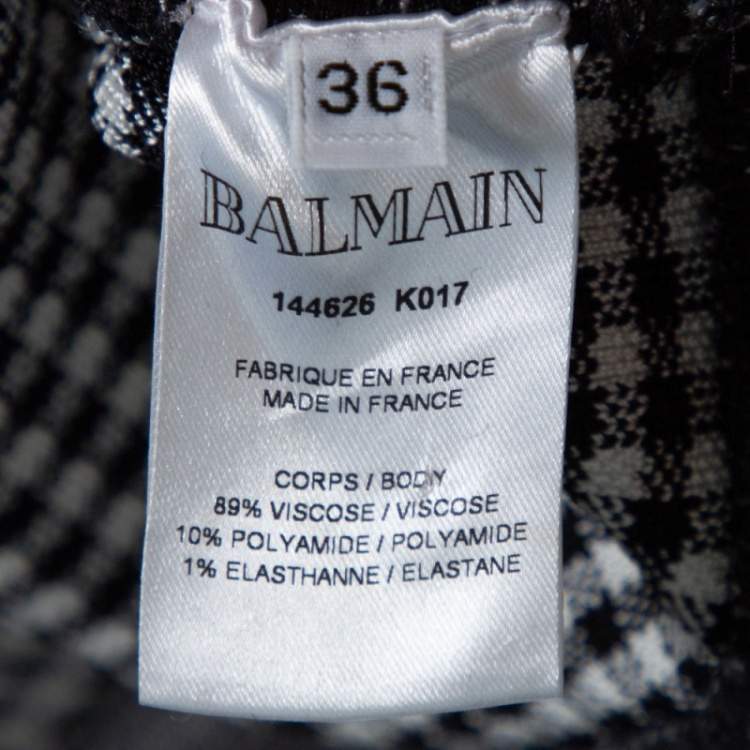 36
BALMAIN
144626 K017
FABRIQUE EN FRANCE
MADE IN FRANCE
CORPS / BODY
89% VISCOSE / VISCOSE
10% POLYAMIDE / POLYAMIDE
1% ELASTHANNE / ELASTANE